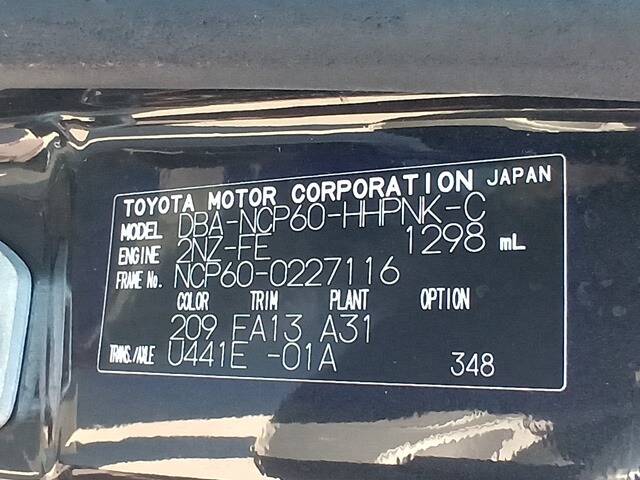 TOYOTA MOTOR CORPORATION JAPAN
MODEL DBA-NCP60-HHPNK-C
ENGINE 2NZ-FE 1298 mL
FRAME No. NCP60-0227116
COLOR TRIM PLANT OPTION
209 EA13 A31
TRANS./AXLE U441E -01A 348